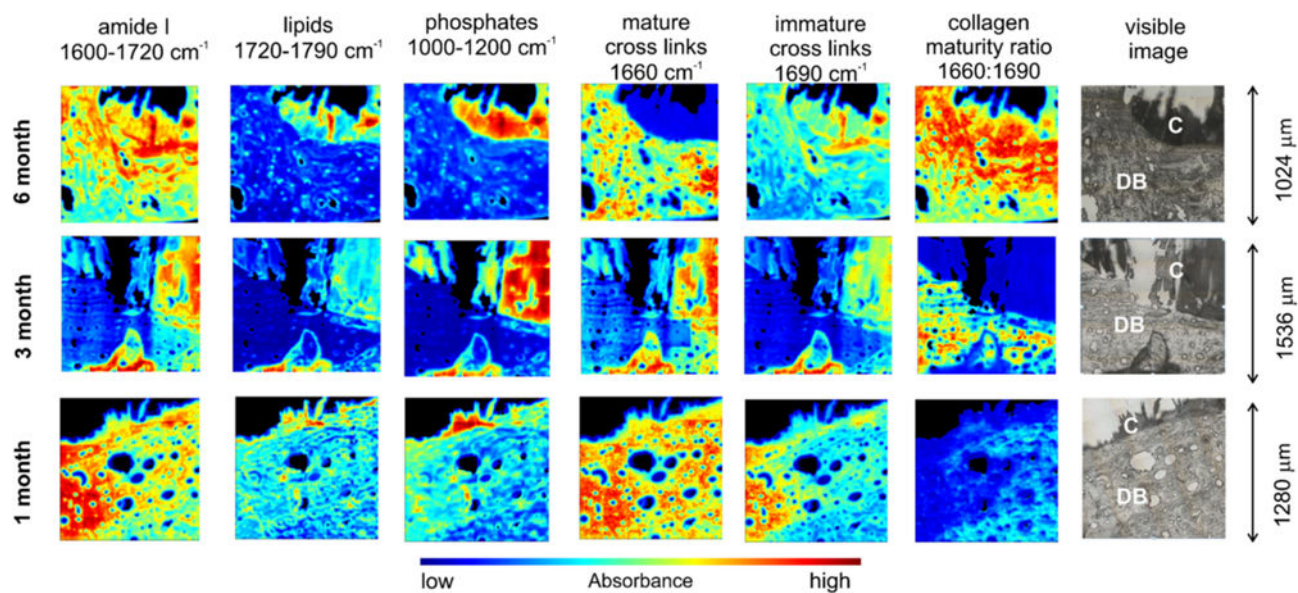 amide I
1600-1720 cm⁻¹
lipids
1720-1790 cm⁻¹
phosphates
1000-1200 cm⁻¹
mature
cross links
1660 cm⁻¹
immature
cross links
1690 cm⁻¹
collagen
maturity ratio
1660:1690
visible
image
6 month
C
DB
1024 µm
3 month
C
DB
1536 µm
1 month
C
DB
1280 µm
low Absorbance high